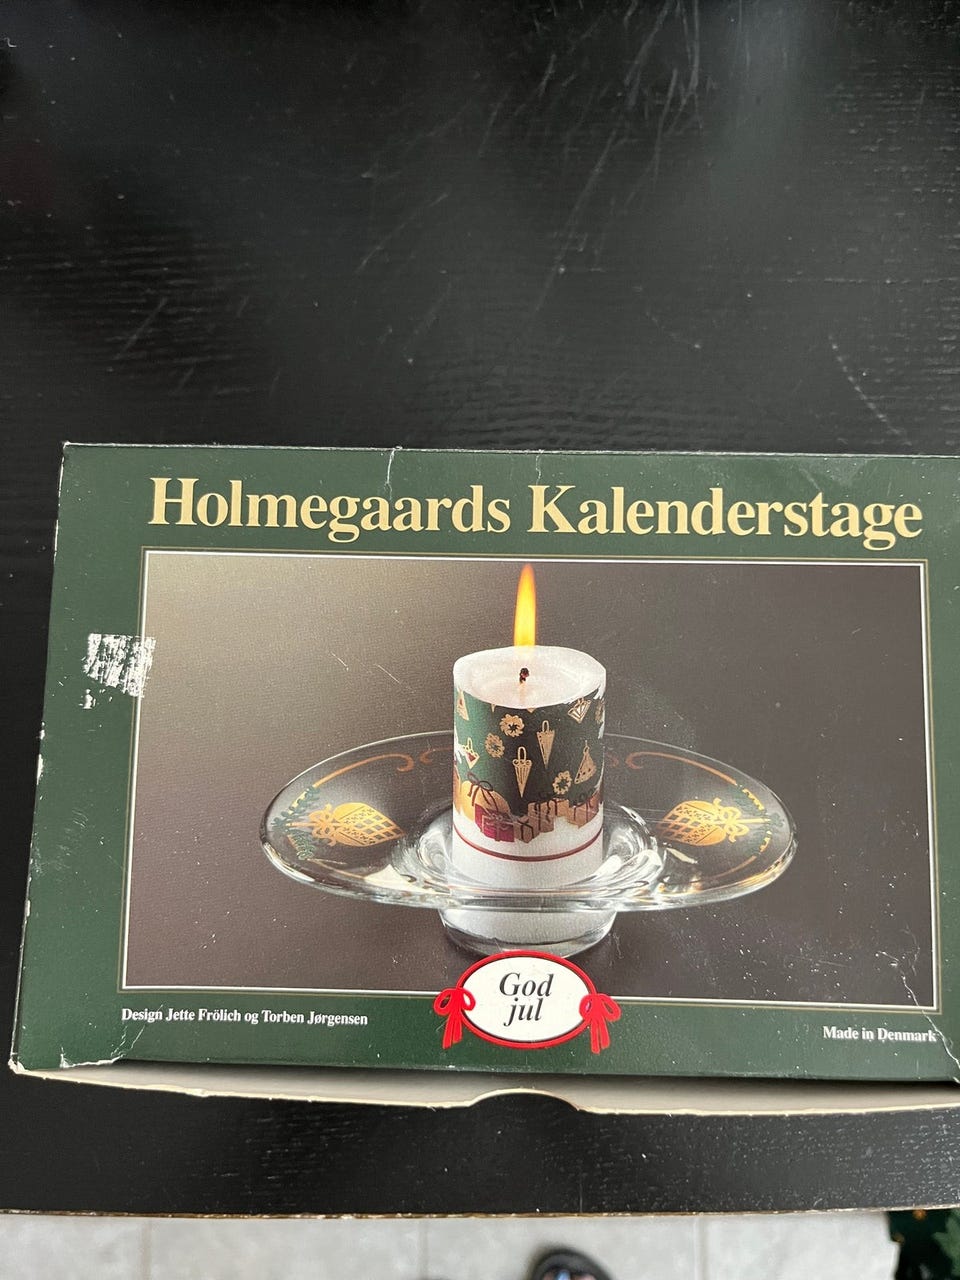 Holmegaards Kalenderstage
God
jul
Design Jette Frölich og Torben Jørgensen
Made in Denmark